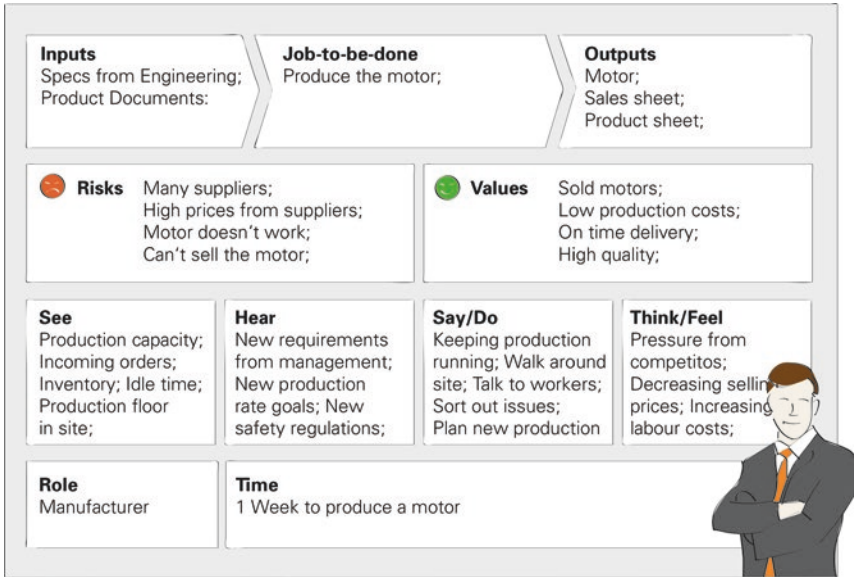 Inputs
Specs from Engineering;
Product Documents:
Job-to-be-done
Produce the motor;
Outputs
Motor;
Sales sheet;
Product sheet;
Risks Many suppliers;
High prices from suppliers;
Motor doesn't work;
Can't sell the motor;
Values Sold motors;
Low production costs;
On time delivery;
High quality;
See
Production capacity;
Incoming orders;
Inventory; Idle time;
Production floor
in site;
Hear
New requirements
from management;
New production
rate goals; New
safety regulations;
Say/Do
Keeping production
running; Walk around
site; Talk to workers;
Sort out issues;
Plan new production
Think/Feel
Pressure from
competitos;
Decreasing sellin
prices; Increasing
labour costs;
Role
Manufacturer
Time
1 Week to produce a motor